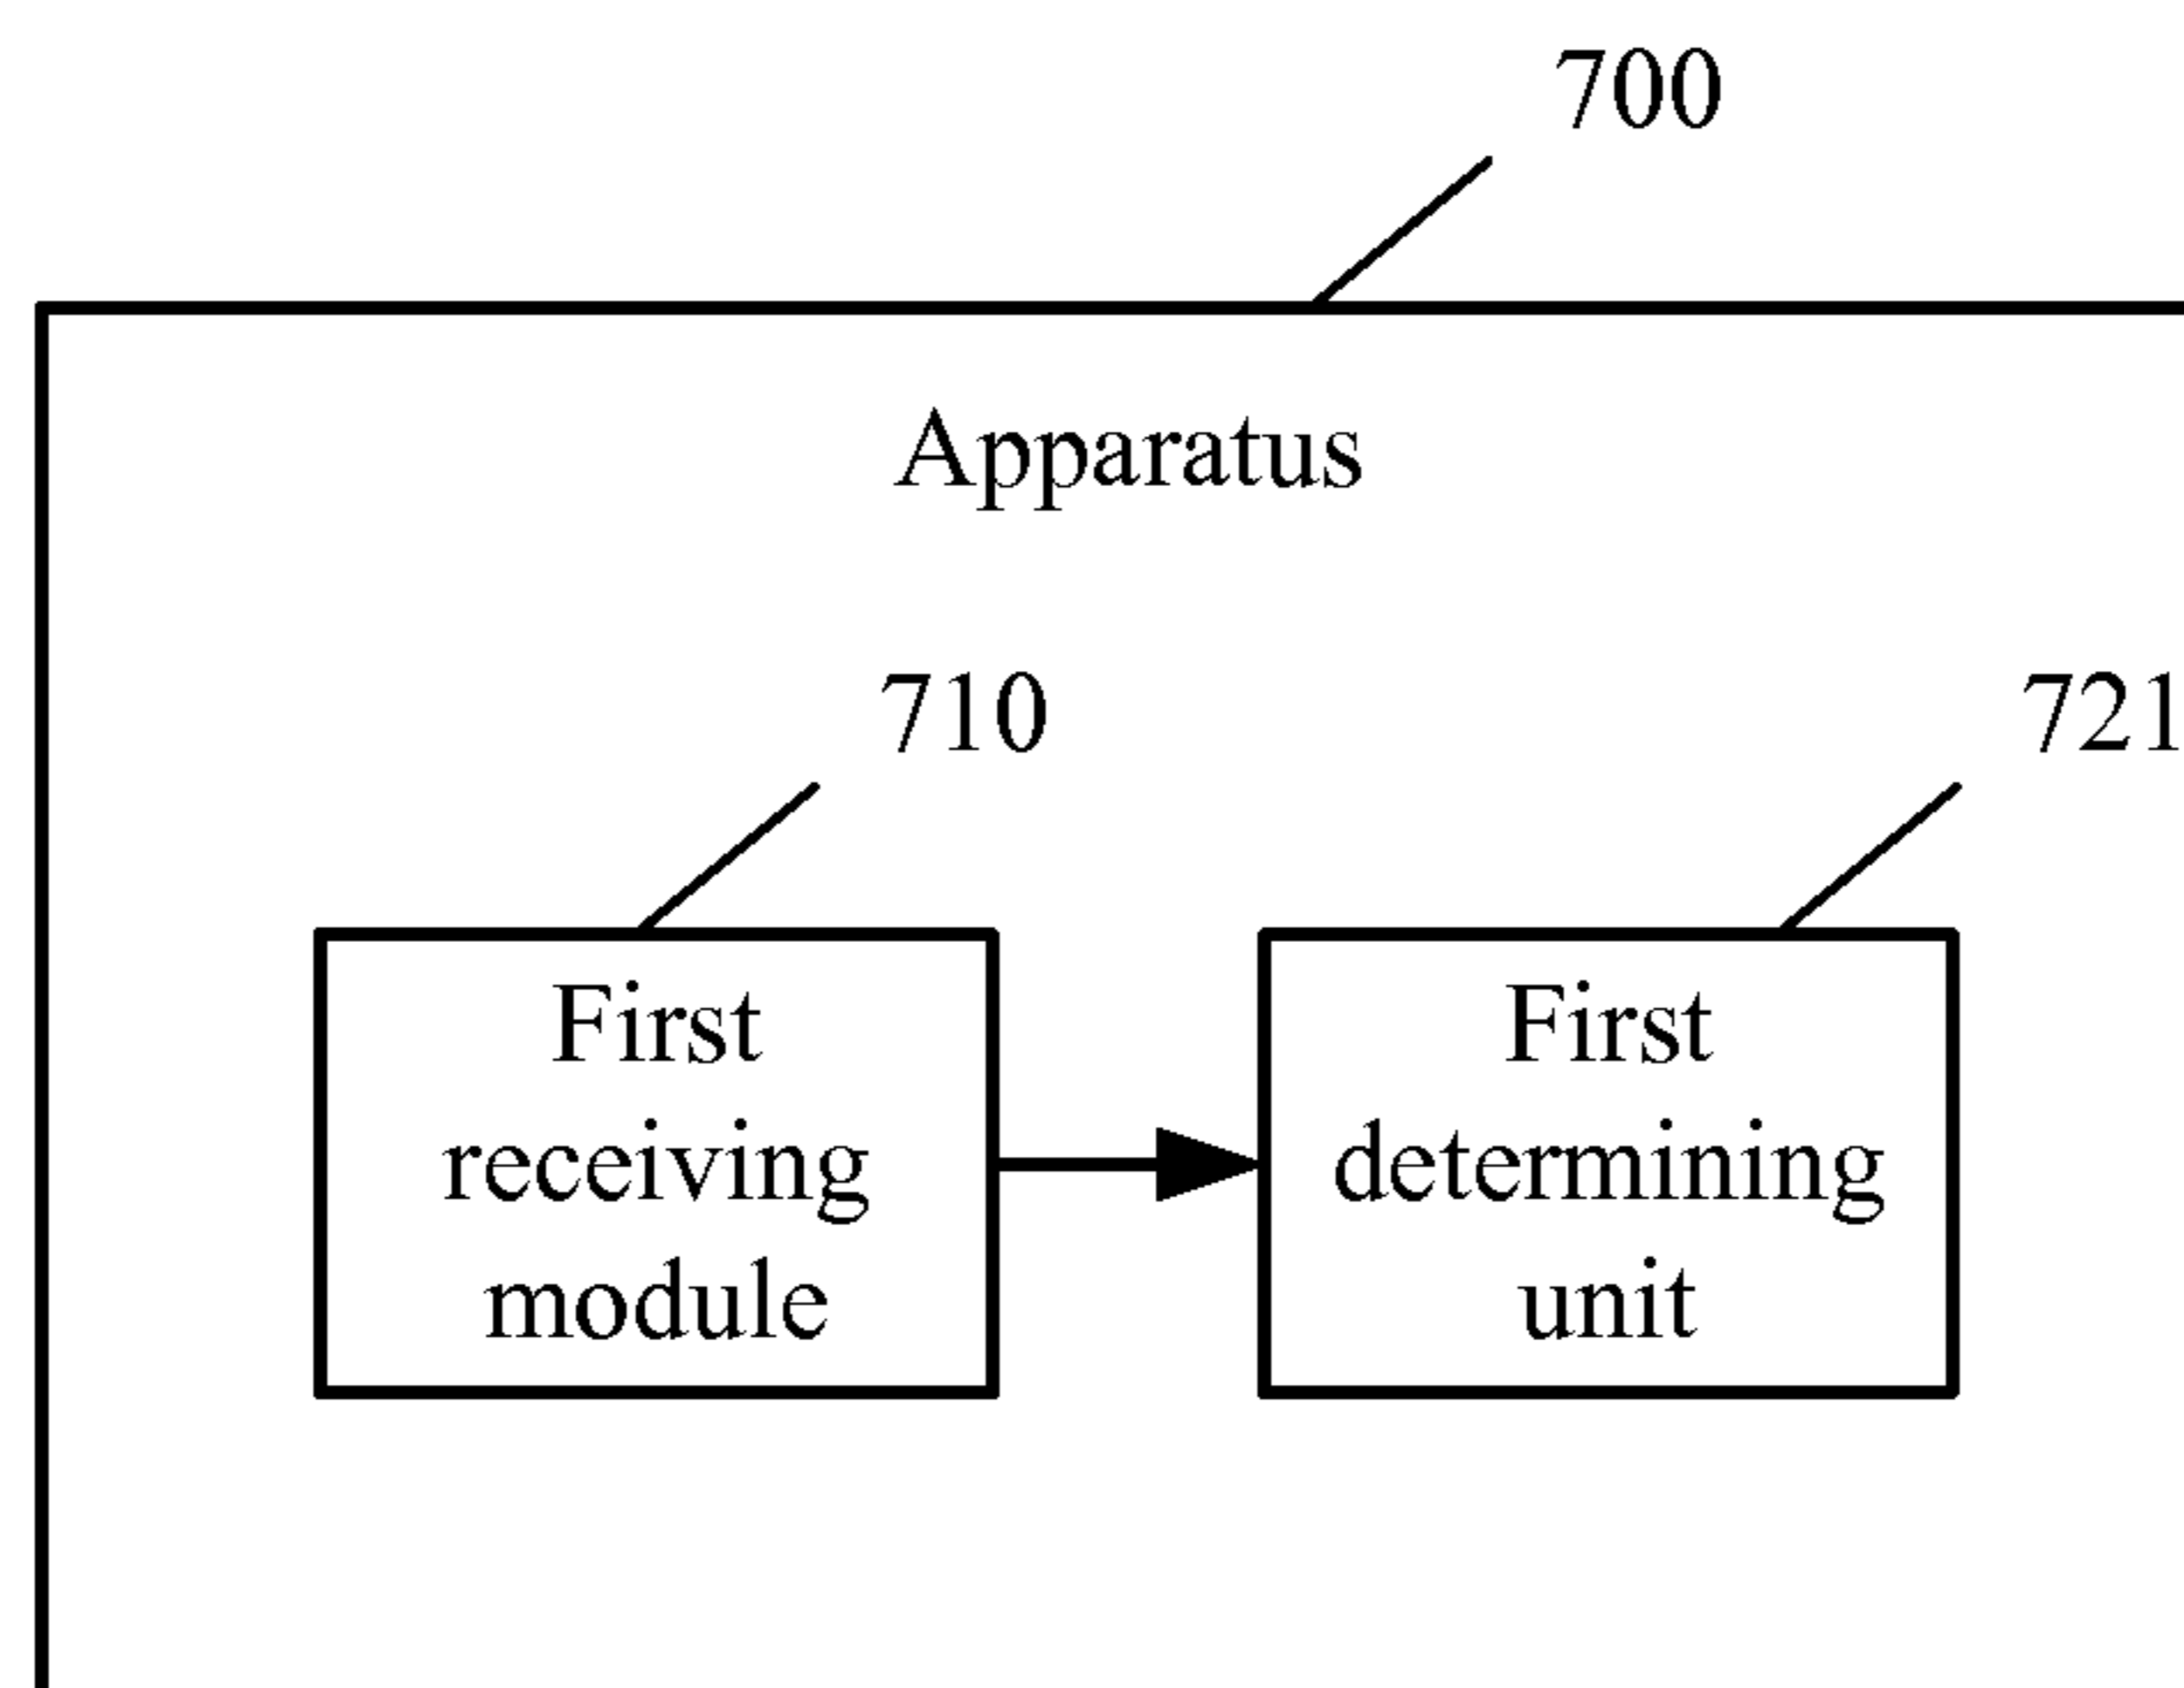 700
Apparatus
710
721
First
receiving
module
First
determining
unit